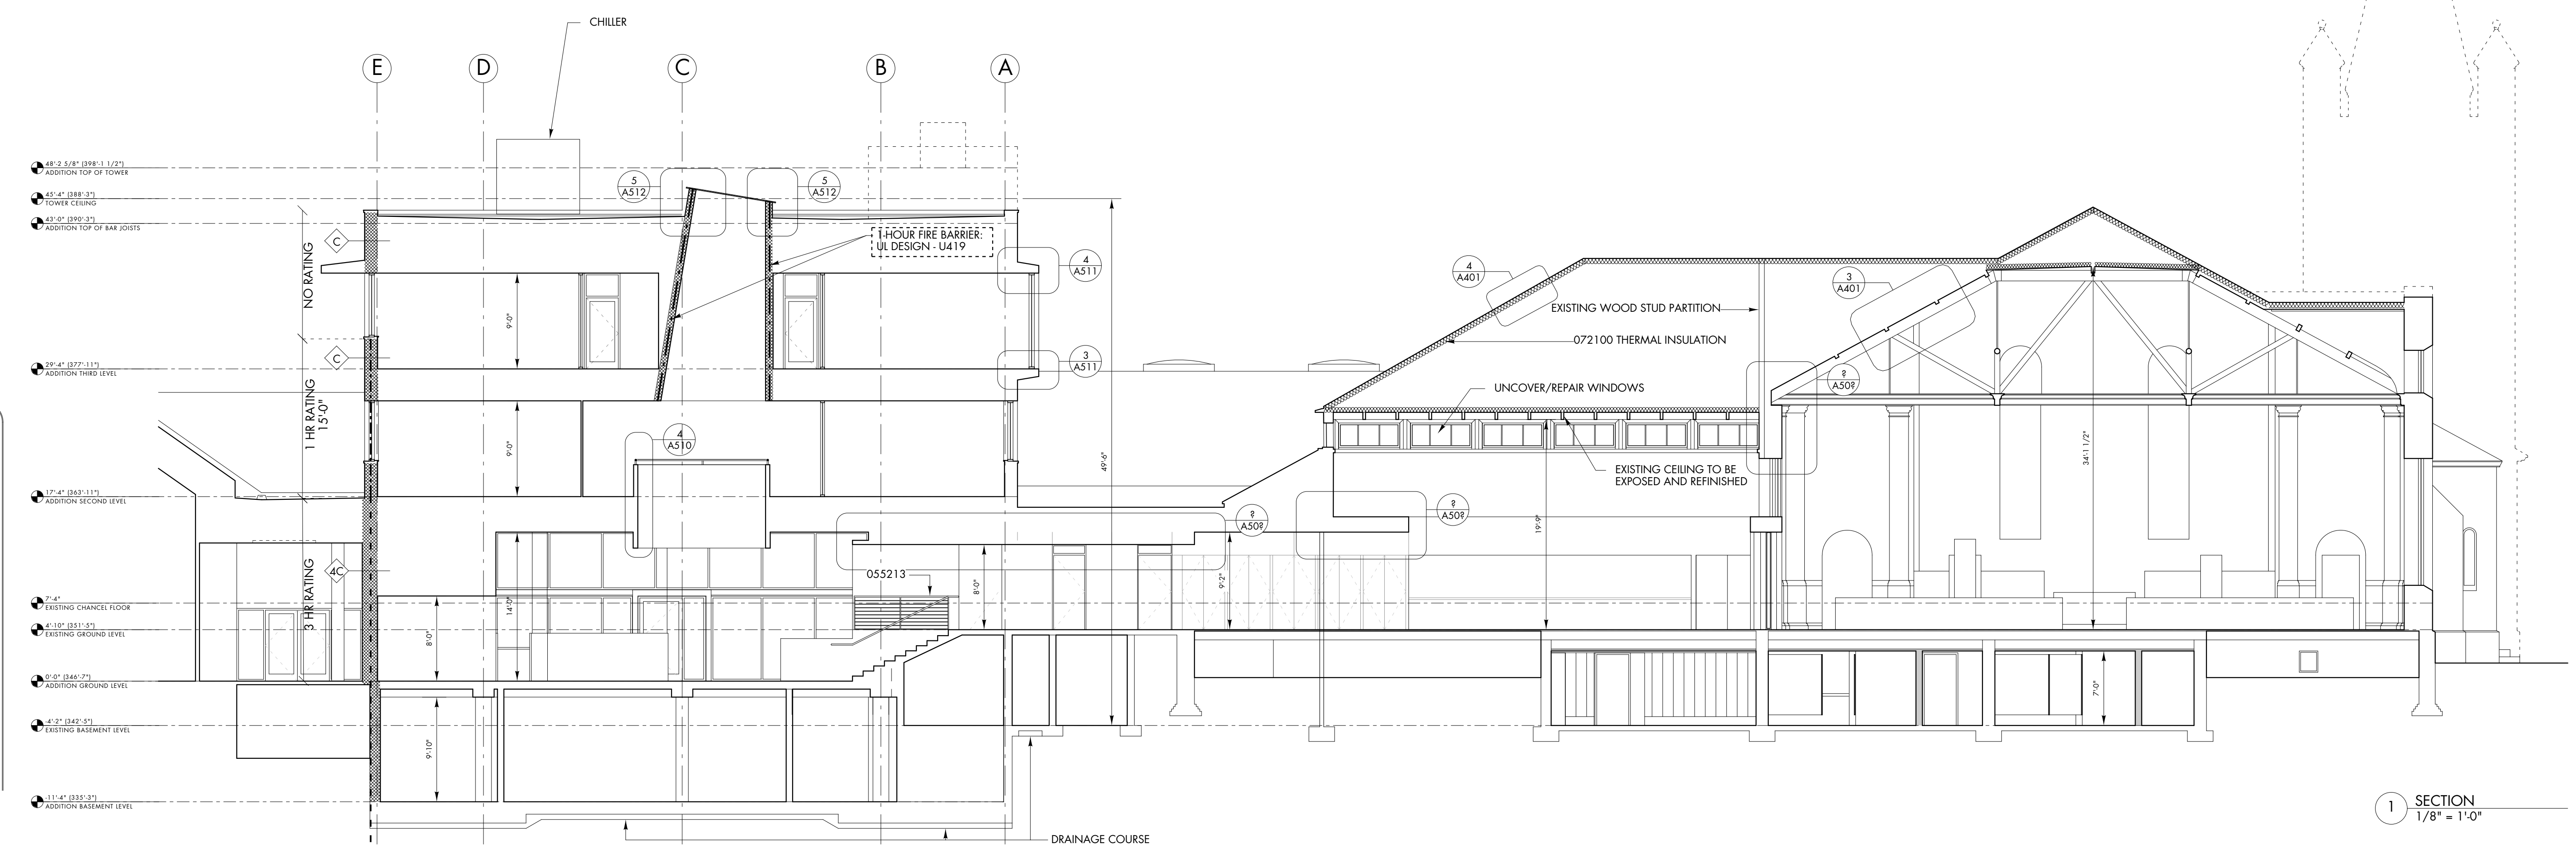 CHILLER
E
D
C
B
A
48'-2 5/8" (398'-1 1/2")
ADDITION TOP OF TOWER
45'-4" (388'-3")
TOWER CEILING
43'-0" (390'-3")
ADDITION TOP OF BAR JOISTS
29'-4" (377'-11")
ADDITION THIRD LEVEL
17'-4" (363'-11")
ADDITION SECOND LEVEL
7'-4"
EXISTING CHANCEL FLOOR
4'-10" (351'-5")
EXISTING GROUND LEVEL
0'-0" (346'-7")
ADDITION GROUND LEVEL
-4'-2" (342'-5")
EXISTING BASEMENT LEVEL
-11'-4" (335'-3")
ADDITION BASEMENT LEVEL
NO RATING
1 HR RATING
15'-0"
3 HR RATING
C
C
4C
5
A512
5
A512
1-HOUR FIRE BARRIER:
UL DESIGN - U419
4
A511
3
A511
4
A510
9'-0"
9'-0"
14'-0"
8'-0"
9'-10"
055213
8'-0"
9'-2"
49'-6"
?
A50?
?
A50?
4
A401
EXISTING WOOD STUD PARTITION
072100 THERMAL INSULATION
UNCOVER/REPAIR WINDOWS
EXISTING CEILING TO BE
EXPOSED AND REFINISHED
19'-9"
3
A401
?
A50?
34'-1 1/2"
7'-0"
DRAINAGE COURSE
1
SECTION
1/8" = 1'-0"